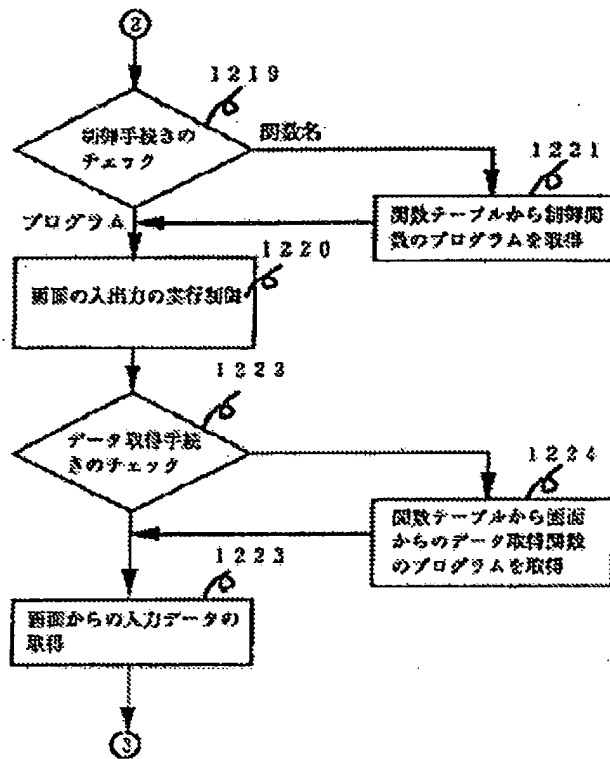 ②
1219
制御手続きの
チェック
関数名
1221
関数テーブルから制御関
数のプログラムを取得
プログラム
1220
画面の入出力の実行制御
1223
データ取得手続
きのチェック
1224
関数テーブルから画面
からのデータ取得関数
のプログラムを取得
1223
画面からの入力データの
取得
③